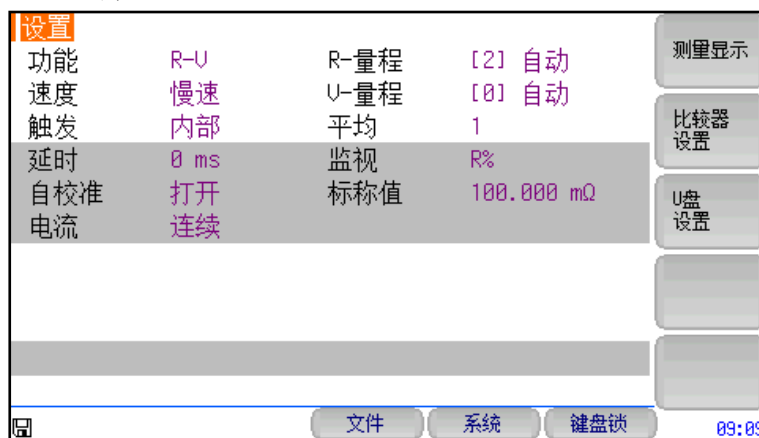 设置
功能 R-V R-量程 [2] 自动
速度 慢速 V-量程 [0] 自动
触发 内部 平均 1
延时 0 ms 监视 R%
自校准 打开 标称值 100.000 mΩ
电流 连续
测量显示
比较器
设置
U盘
设置
文件 系统 键盘锁 09:09